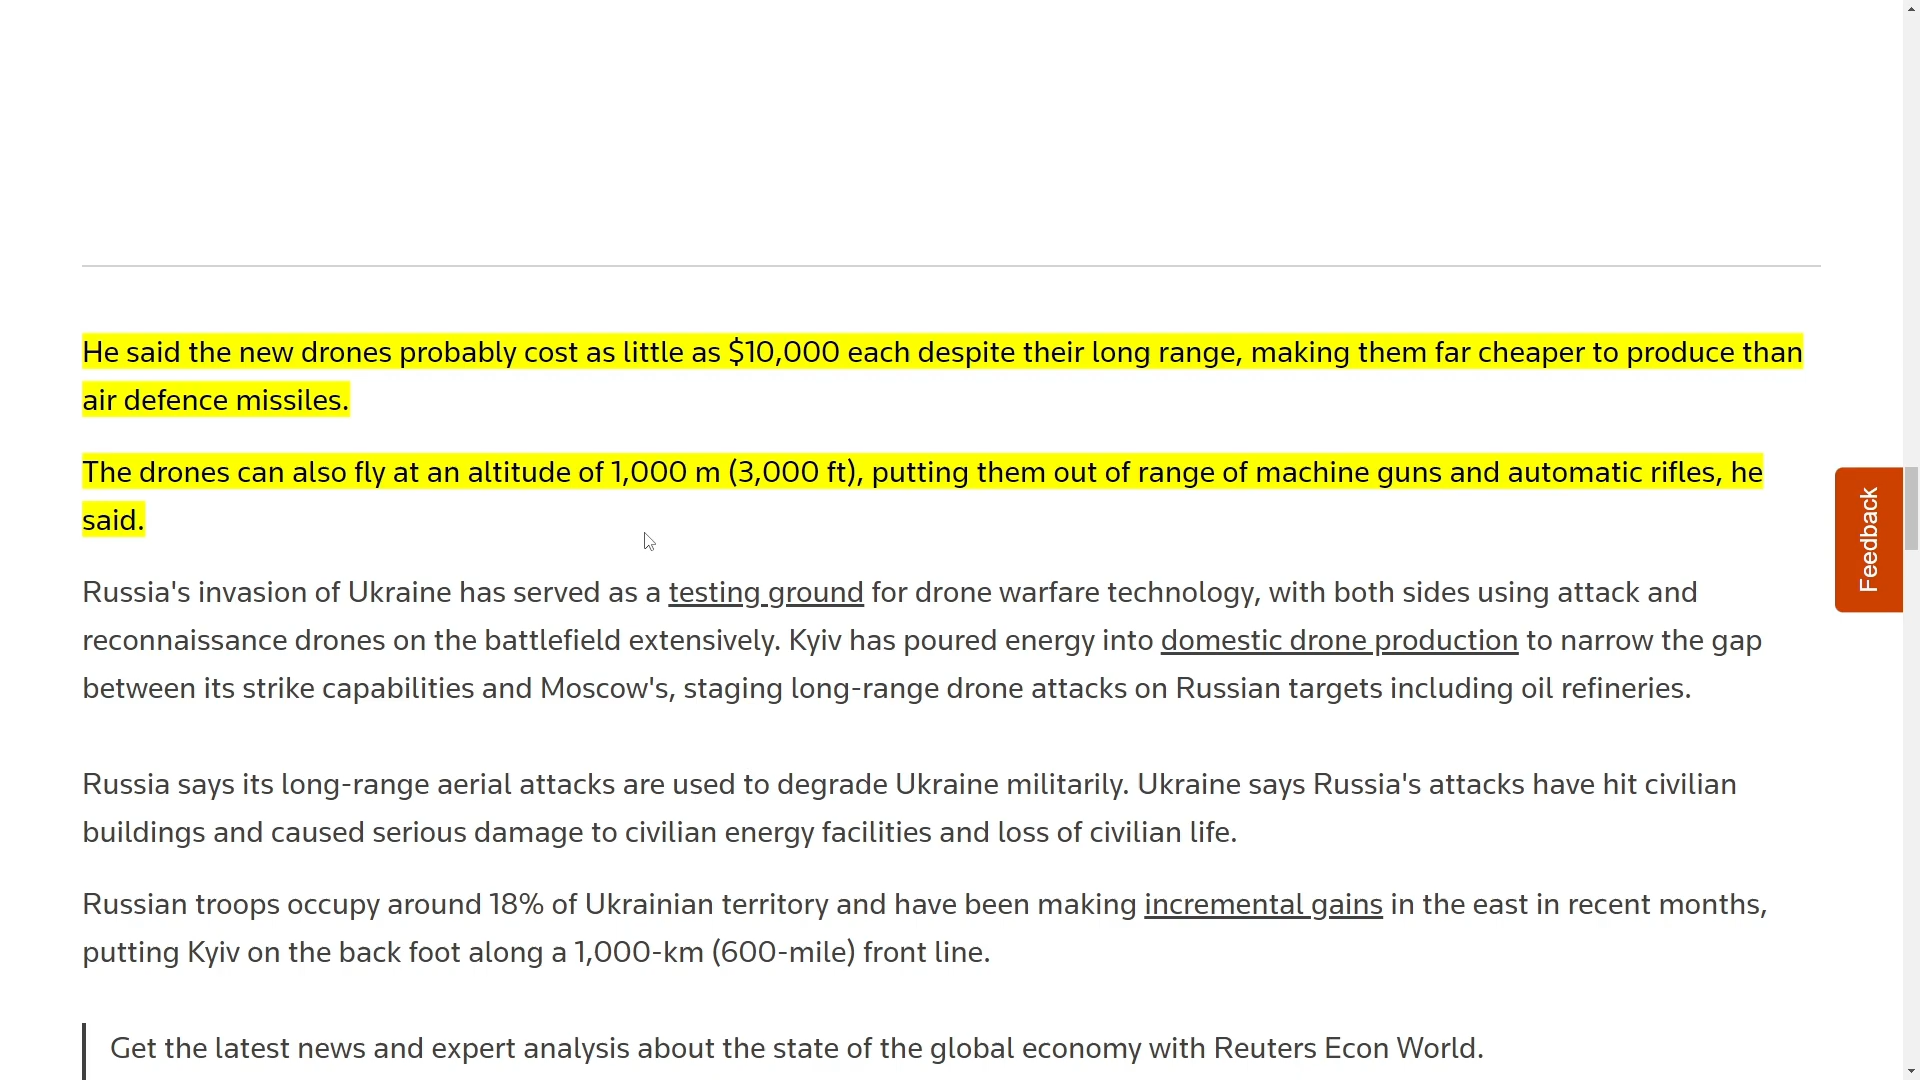 He said the new drones probably cost as little as $10,000 each despite their long range, making them far cheaper to produce than
air defence missiles.
The drones can also fly at an altitude of 1,000 m (3,000 ft), putting them out of range of machine guns and automatic rifles, he
said.
Feedback
Russia's invasion of Ukraine has served as a testing ground for drone warfare technology, with both sides using attack and
reconnaissance drones on the battlefield extensively. Kyiv has poured energy into domestic drone production to narrow the gap
between its strike capabilities and Moscow's, staging long-range drone attacks on Russian targets including oil refineries.
Russia says its long-range aerial attacks are used to degrade Ukraine militarily. Ukraine says Russia's attacks have hit civilian
buildings and caused serious damage to civilian energy facilities and loss of civilian life.
Russian troops occupy around 18% of Ukrainian territory and have been making incremental gains in the east in recent months,
putting Kyiv on the back foot along a 1,000-km (600-mile) front line.
Get the latest news and expert analysis about the state of the global economy with Reuters Econ World.